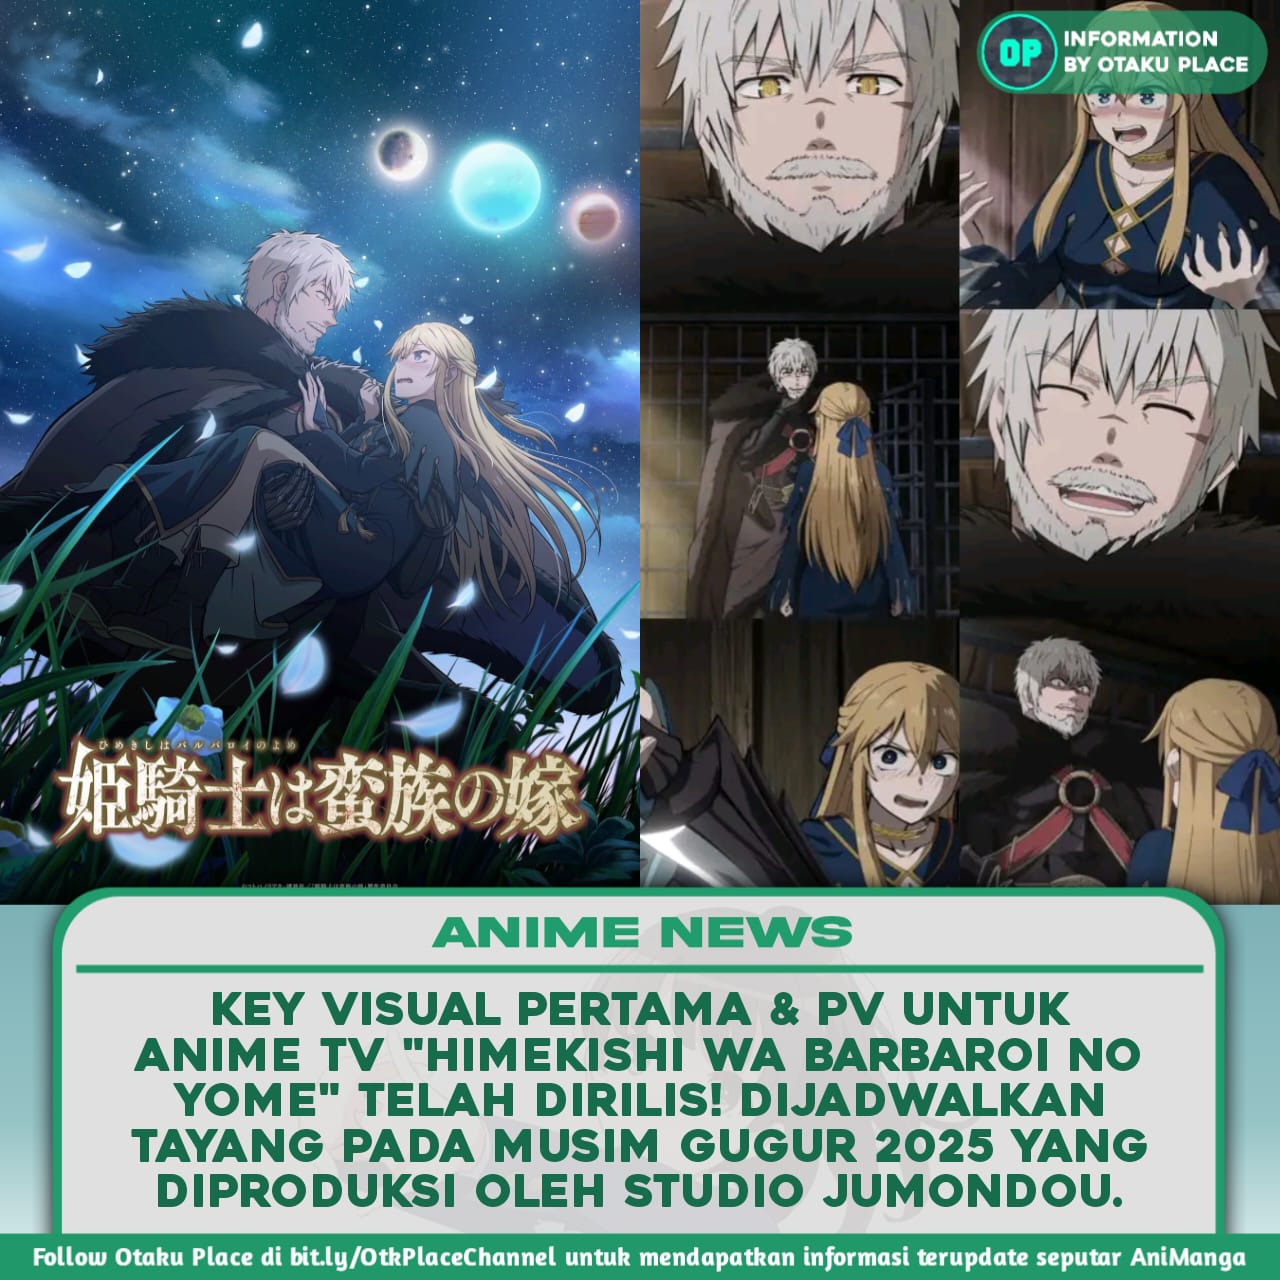 OP
INFORMATION
BY OTAKU PLACE
ひめきしはバルバロイのよめ
姫騎士は蛮族の嫁
ANIME NEWS
KEY VISUAL PERTAMA & PV UNTUK
ANIME TV "HIMEKISHI WA BARBAROI NO
YOME" TELAH DIRILIS! DIJADWALKAN
TAYANG PADA MUSIM GUGUR 2025 YANG
DIPRODUKSI OLEH STUDIO JUMONDOU.
Follow Otaku Place di bit.ly/OtkPlaceChannel untuk mendapatkan informasi terupdate seputar AniManga